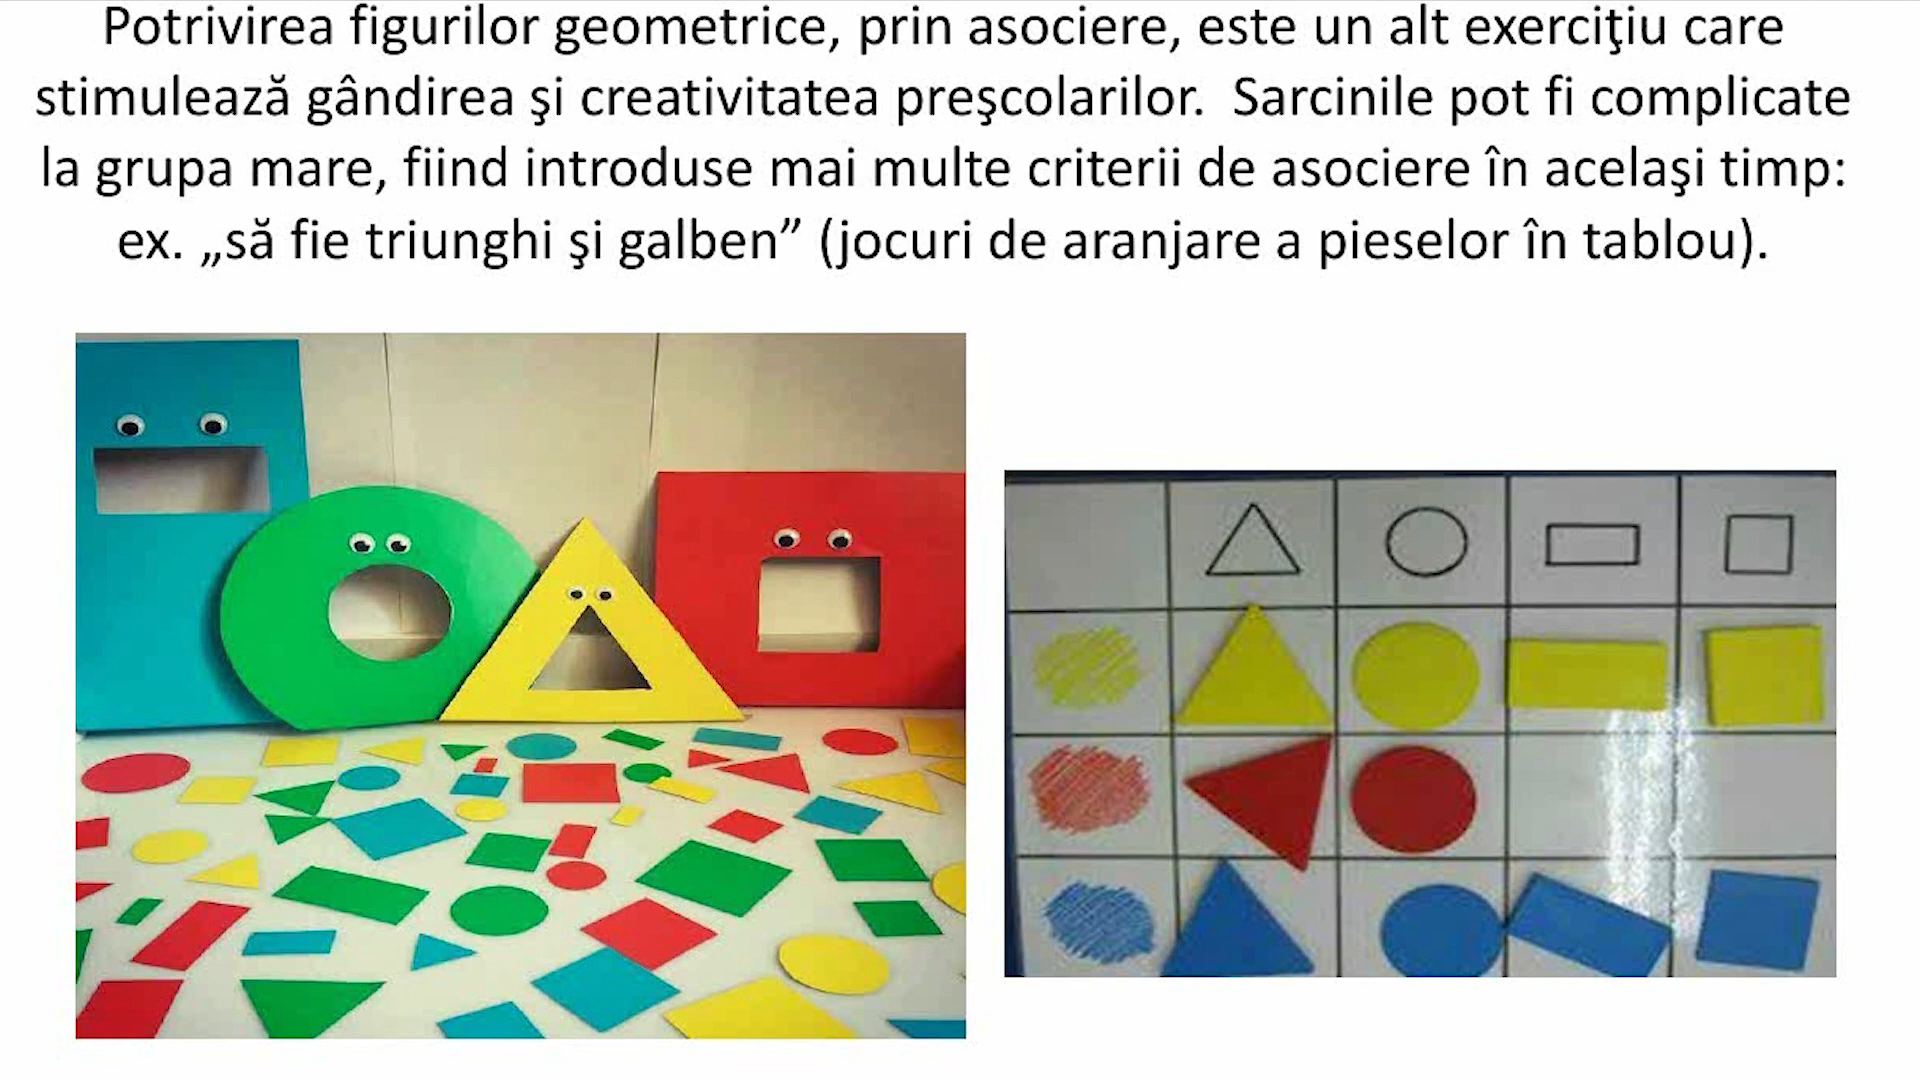 Potrivirea figurilor geometrice, prin asociere, este un alt exerciţiu care
stimulează gândirea şi creativitatea preşcolarilor. Sarcinile pot fi complicate
la grupa mare, fiind introduse mai multe criterii de asociere în acelaşi timp:
ex. „să fie triunghi şi galben” (jocuri de aranjare a pieselor în tablou).